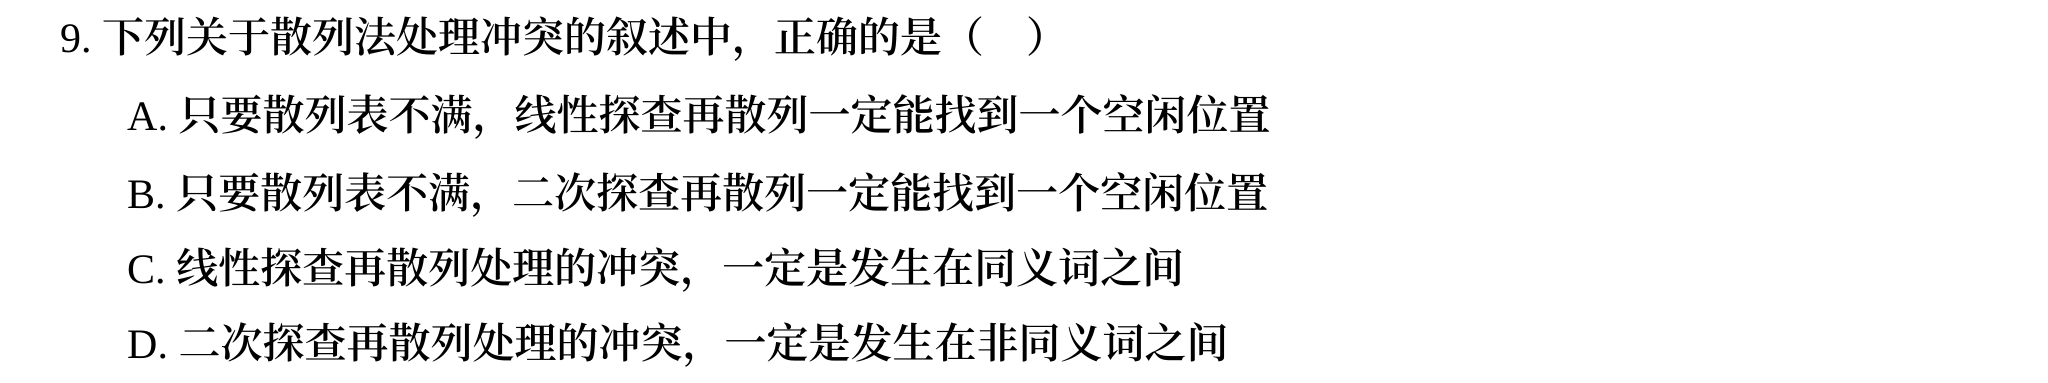 9. 下列关于散列法处理冲突的叙述中，正确的是（　）
A. 只要散列表不满，线性探查再散列一定能找到一个空闲位置
B. 只要散列表不满，二次探查再散列一定能找到一个空闲位置
C. 线性探查再散列处理的冲突，一定是发生在同义词之间
D. 二次探查再散列处理的冲突，一定是发生在非同义词之间